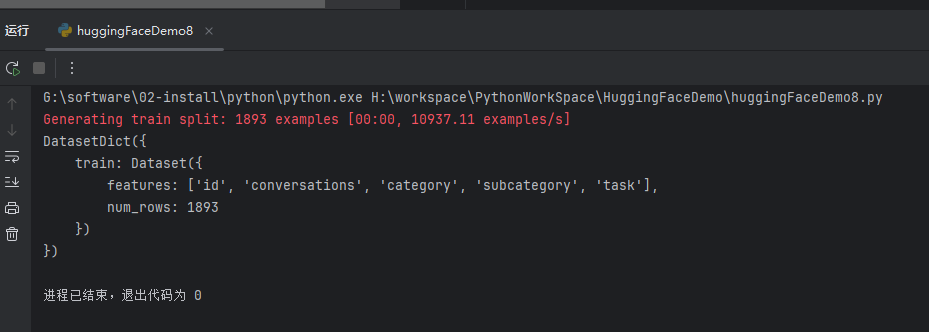 运行 huggingFaceDemo8
G:\software\02-install\python\python.exe H:\workspace\PythonWorkSpace\HuggingFaceDemo\huggingFaceDemo8.py
Generating train split: 1893 examples [00:00, 10937.11 examples/s]
DatasetDict({
    train: Dataset({
        features: ['id', 'conversations', 'category', 'subcategory', 'task'],
        num_rows: 1893
    })
})
进程已结束，退出代码为 0